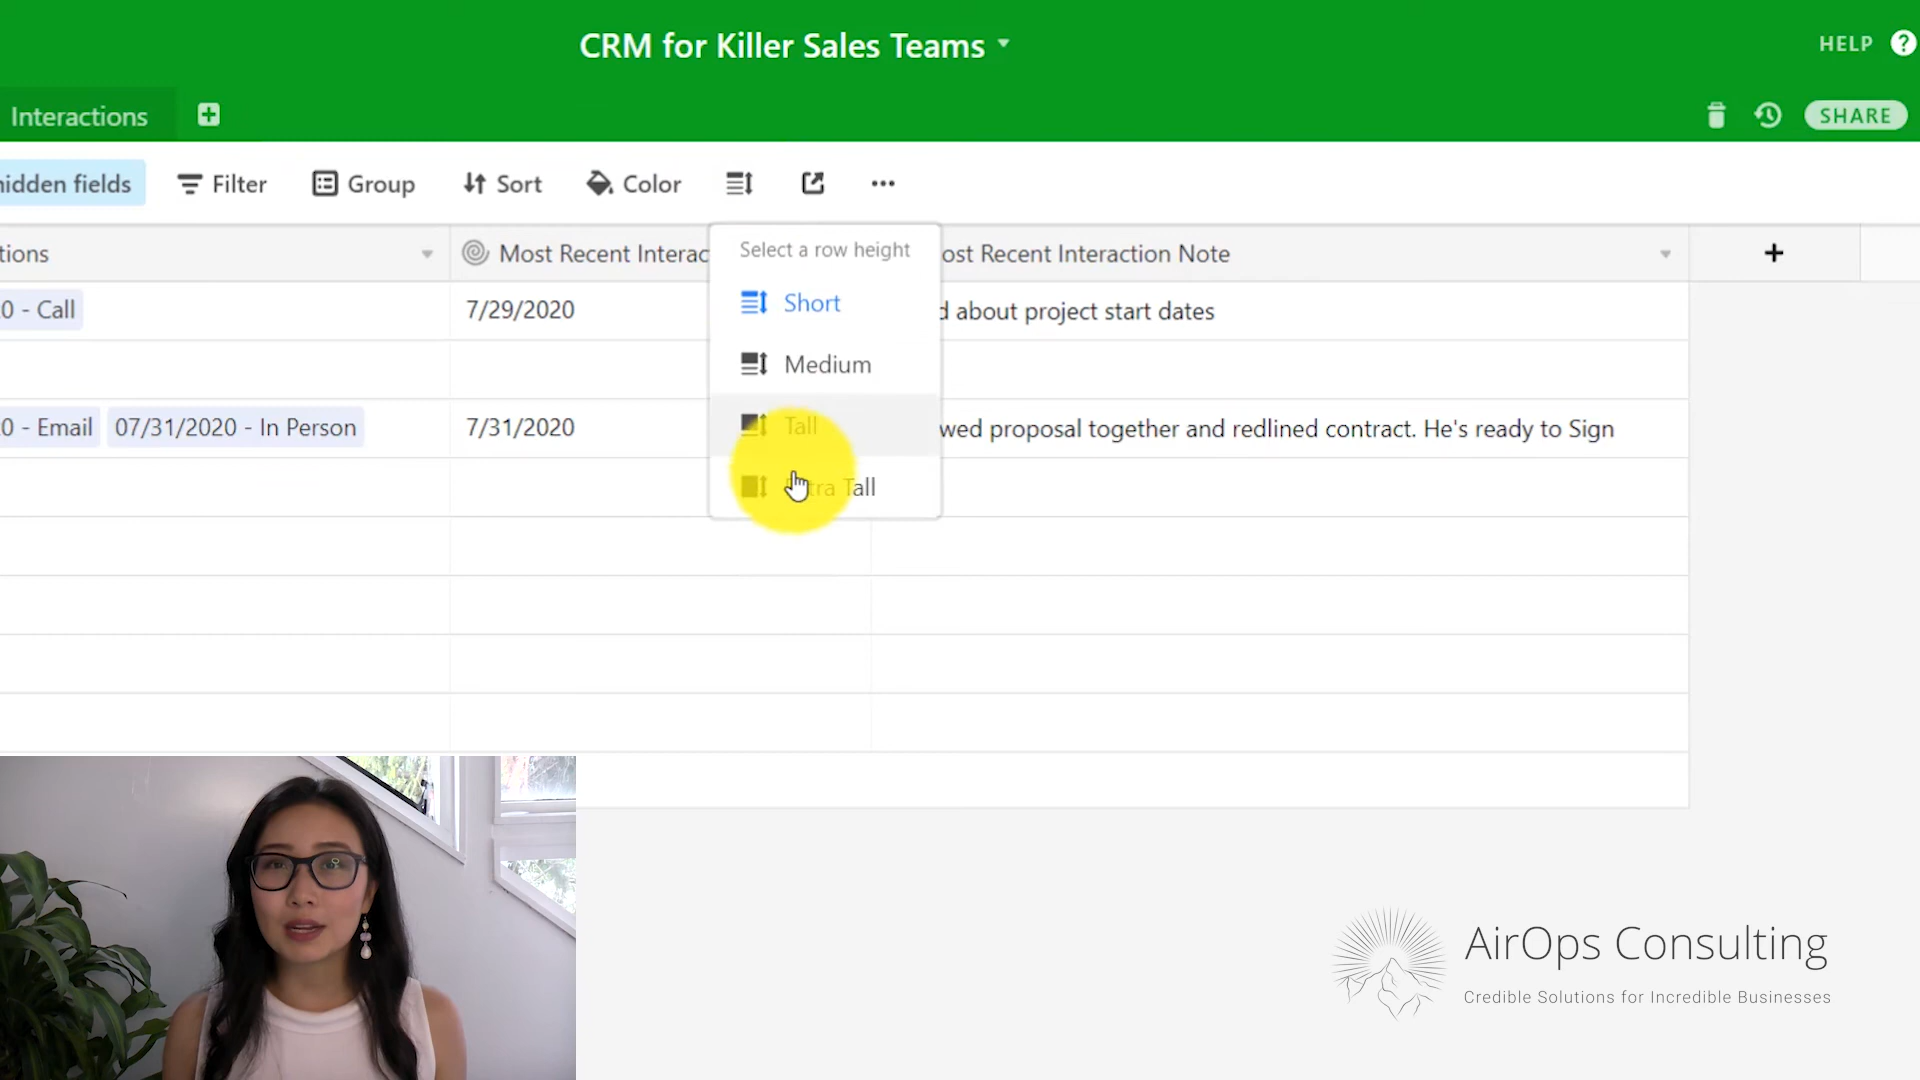 CRM for Killer Sales Teams
HELP
Interactions
SHARE
hidden fields
Filter
Group
Sort
Color
tions
Most Recent Interac
ost Recent Interaction Note
Select a row height
Short
Medium
Tall
tra Tall
0 - Call
7/29/2020
d about project start dates
0 - Email
07/31/2020 - In Person
7/31/2020
wed proposal together and redlined contract. He's ready to Sign
AirOps Consulting
Credible Solutions for Incredible Businesses